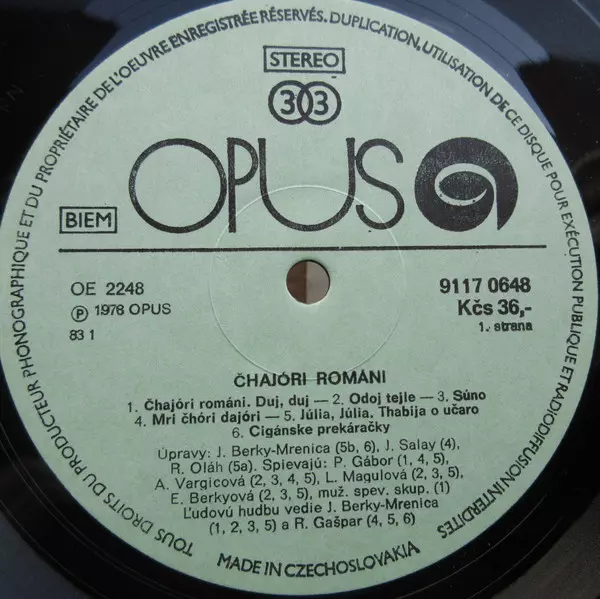 TOUS DROITS DU PRODUCTEUR PHONOGRAPHIQUE ET DU PROPRIÉTAIRE DE L'OEUVRE ENREGISTRÉE RÉSERVÉS. DUPLICATION, UTILISATION DE CE DISQUE POUR EXÉCUTION PUBLIQUE ET RADIODIFFUSION INTERDITES
STEREO
33
OPUS
BIEM
OE 2248
Ⓟ 1978 OPUS
83 1
9117 0648
Kčs 36,-
1. strana
ČHAJÓRI ROMÁNI
1. Čhajóri románi. Duj, duj — 2. Odoj tejle. — 3. Súno
4. Mri čhóri dajóri — 5. Júlia, Júlia. Thabija o učaro
6. Cigánske prekáračky
Úpravy: J. Berky-Mrenica (5b, 6), J. Salay (4),
R. Oláh (5a). Spievajú: P. Gábor (1, 4, 5),
A. Vargicová (2, 3, 4, 5), L. Magulová (2, 3, 5),
E. Berkyová (2, 3, 5), muž. spev. skup. (1)
Ľudovú hudbu vedie J. Berky-Mrenica
(1, 2, 3, 5) a R. Gašpar (4, 5, 6)
MADE IN CZECHOSLOVAKIA